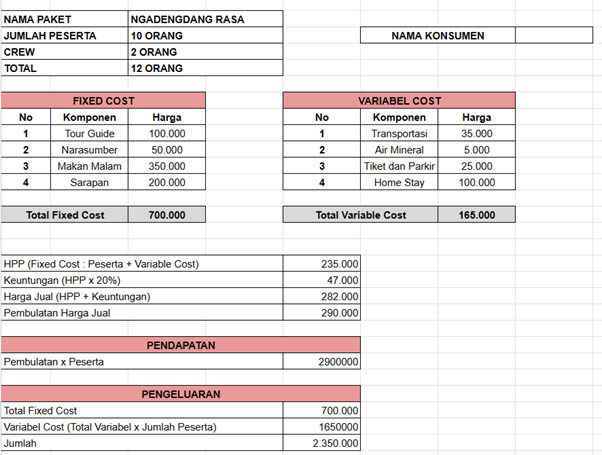 NAMA PAKET NGADENGDANG RASA
JUMLAH PESERTA 10 ORANG NAMA KONSUMEN
CREW 2 ORANG
TOTAL 12 ORANG
FIXED COST VARIABEL COST
No Komponen Harga No Komponen Harga
1 Tour Guide 100.000 1 Transportasi 35.000
2 Narasumber 50.000 2 Air Mineral 5.000
3 Makan Malam 350.000 3 Tiket dan Parkir 25.000
4 Sarapan 200.000 4 Home Stay 100.000
Total Fixed Cost 700.000 Total Variable Cost 165.000
HPP (Fixed Cost : Peserta + Variable Cost) 235.000
Keuntungan (HPP x 20%) 47.000
Harga Jual (HPP + Keuntungan) 282.000
Pembulatan Harga Jual 290.000
PENDAPATAN
Pembulatan x Peserta 2900000
PENGELUARAN
Total Fixed Cost 700.000
Variabel Cost (Total Variabel x Jumlah Peserta) 1650000
Jumlah 2.350.000